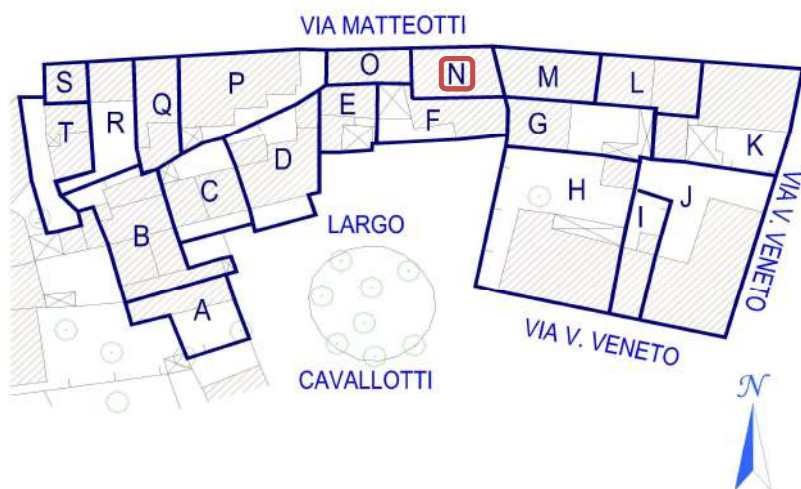 VIA MATTEOTTI
S
P
O
N
M
L
T
R
Q
E
F
G
K
D
C
H
J
B
I
LARGO
A
VIA V. VENETO
VIA V. VENETO
CAVALLOTTI
N